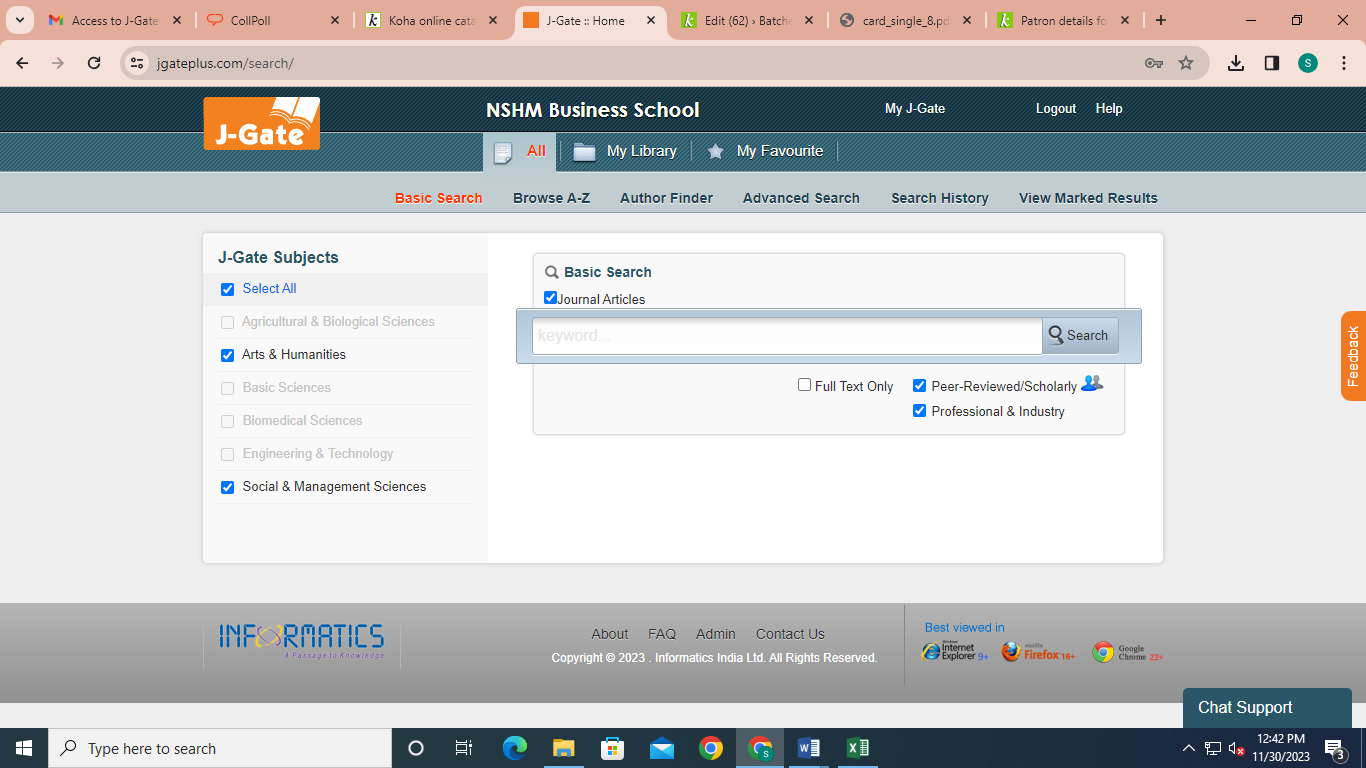 Access to J-Gate
CollPoll
Koha online cata
J-Gate :: Home
Edit (62) › Batche
card_single_8.pd
Patron details fo
jgateplus.com/search/
S
J-Gate
NSHM Business School
My J-Gate
Logout
Help
All
My Library
My Favourite
Basic Search
Browse A-Z
Author Finder
Advanced Search
Search History
View Marked Results
J-Gate Subjects
Select All
Agricultural & Biological Sciences
Arts & Humanities
Basic Sciences
Biomedical Sciences
Engineering & Technology
Social & Management Sciences
Basic Search
Journal Articles
keyword...
Search
Full Text Only
Peer-Reviewed/Scholarly
Professional & Industry
Feedback
INFORMATICS
A Passage to Knowledge
About
FAQ
Admin
Contact Us
Copyright © 2023 . Informatics India Ltd. All Rights Reserved.
Best viewed in
Windows
Internet
Explorer 9+
mozilla
Firefox 16+
Google
Chrome 22+
Chat Support
Type here to search
S
12:42 PM
11/30/2023
3